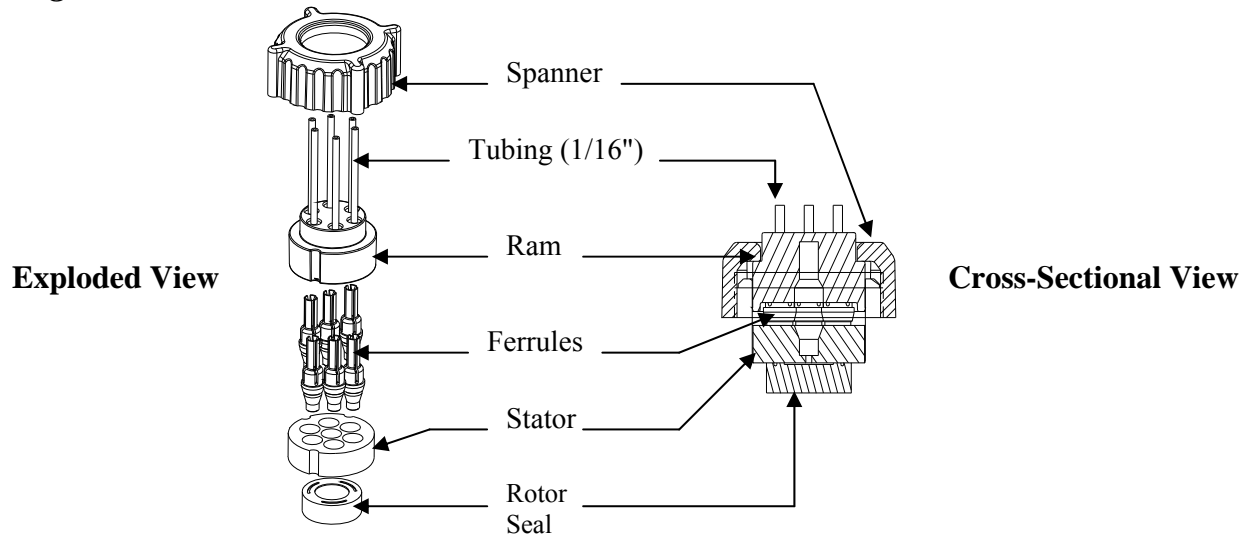 Spanner
Tubing (1/16")
Ram
Exploded View
Cross-Sectional View
Ferrules
Stator
Rotor
Seal